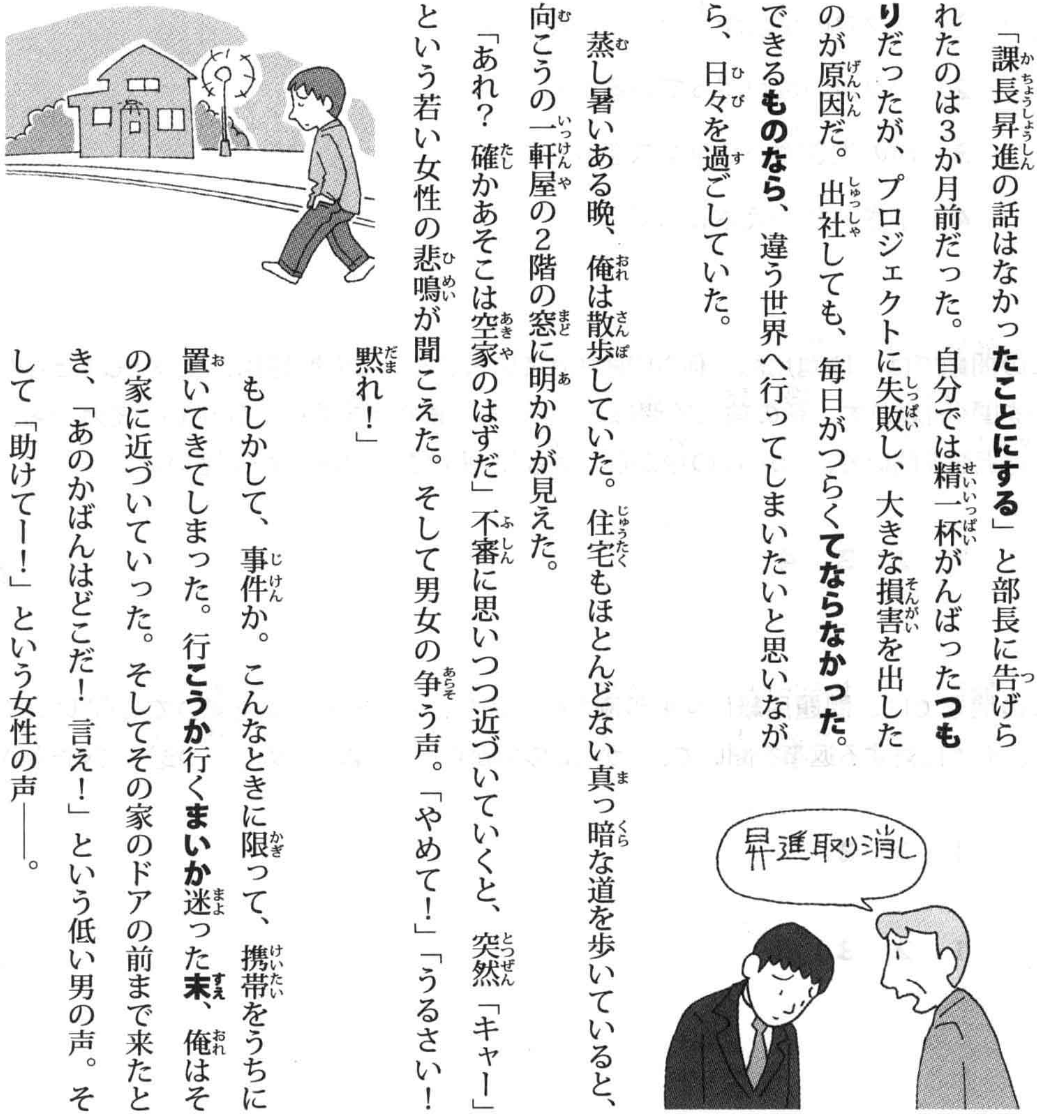 「課長昇進の話はなかったことにする」と部長に告げら
れたのは3か月前だった。自分では精一杯がんばったつも
りだったが、プロジェクトに失敗し、大きな損害を出した
のが原因だ。出社しても、毎日がつらくてならなかった。
できるものなら、違う世界へ行ってしまいたいと思いなが
ら、日々を過ごしていた。
昇進取り消し
蒸し暑いある晩、俺は散歩していた。住宅もほとんどない真っ暗な道を歩いていると、
向こうの一軒屋の2階の窓に明かりが見えた。
「あれ？ 確かあそこは空家のはずだ」不審に思いつつ近づいていくと、突然「キャー」
という若い女性の悲鳴が聞こえた。そして男女の争う声。「やめて！」「うるさい！
黙れ！」
もしかして、事件か。こんなときに限って、携帯をうちに
置いてきてしまった。行こうか行くまいか迷った末、俺はそ
の家に近づいていった。そしてその家のドアの前まで来たと
き、「あのかばんはどこだ！言え！」という低い男の声。そ
して「助けてー！」という女性の声――。